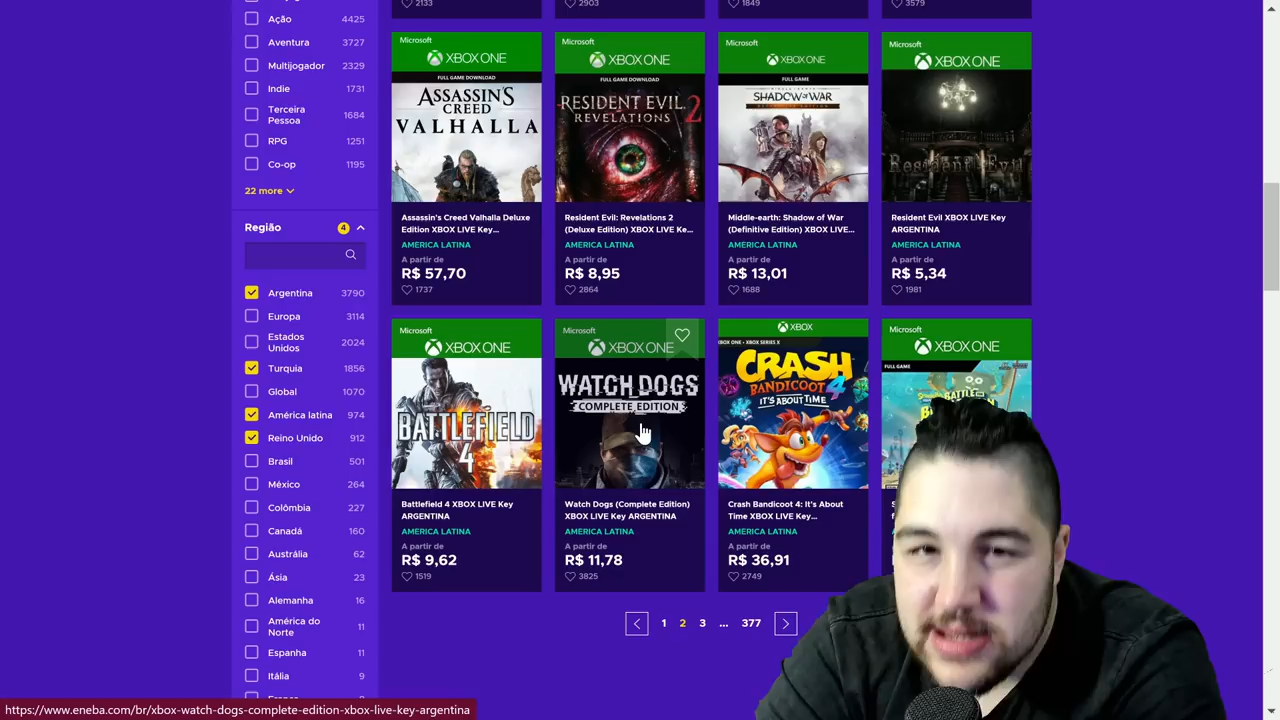 Ação 4425
Aventura 3727
Multijogador 2329
Indie 1731
Terceira
Pessoa 1684
RPG 1251
Co-op 1195
22 more
Região 4
Argentina 3790
Europa 3114
Estados
Unidos 2024
Turquia 1856
Global 1070
América latina 974
Reino Unido 912
Brasil 501
México 264
Colômbia 227
Canadá 160
Austrália 62
Ásia 23
Alemanha 16
América do
Norte 11
Espanha 11
Itália 9
2133
2903
1849
3579
Microsoft
XBOX ONE
FULL GAME DOWNLOAD
ASSASSIN'S
CREED
VALHALLA
Assassin's Creed Valhalla Deluxe
Edition XBOX LIVE Key...
AMÉRICA LATINA
A partir de
R$ 57,70
1737
Microsoft
XBOX ONE
FULL GAME DOWNLOAD
RESIDENT EVIL
REVELATIONS 2
Resident Evil: Revelations 2
(Deluxe Edition) XBOX LIVE Ke...
AMÉRICA LATINA
A partir de
R$ 8,95
2864
Microsoft
XBOX ONE
FULL GAME
SHADOW OF WAR
Middle-earth: Shadow of War
(Definitive Edition) XBOX LIVE...
AMÉRICA LATINA
A partir de
R$ 13,01
1688
Microsoft
XBOX ONE
Resident Evil
Resident Evil XBOX LIVE Key
ARGENTINA
AMÉRICA LATINA
A partir de
R$ 5,34
1981
Microsoft
XBOX ONE
BATTLEFIELD
4
Battlefield 4 XBOX LIVE Key
ARGENTINA
AMÉRICA LATINA
A partir de
R$ 9,62
1519
Microsoft
XBOX ONE
WATCH DOGS
COMPLETE EDITION
Watch Dogs (Complete Edition)
XBOX LIVE Key ARGENTINA
AMÉRICA LATINA
A partir de
R$ 11,78
3825
XBOX
XBOX ONE • XBOX SERIES X
CRASH
BANDICOOT 4
IT'S ABOUT TIME
Crash Bandicoot 4: It's About
Time XBOX LIVE Key...
AMÉRICA LATINA
A partir de
R$ 36,91
2749
Microsoft
XBOX ONE
FULL GAME
1 2 3 ... 377
https://www.eneba.com/br/xbox-watch-dogs-complete-edition-xbox-live-key-argentina